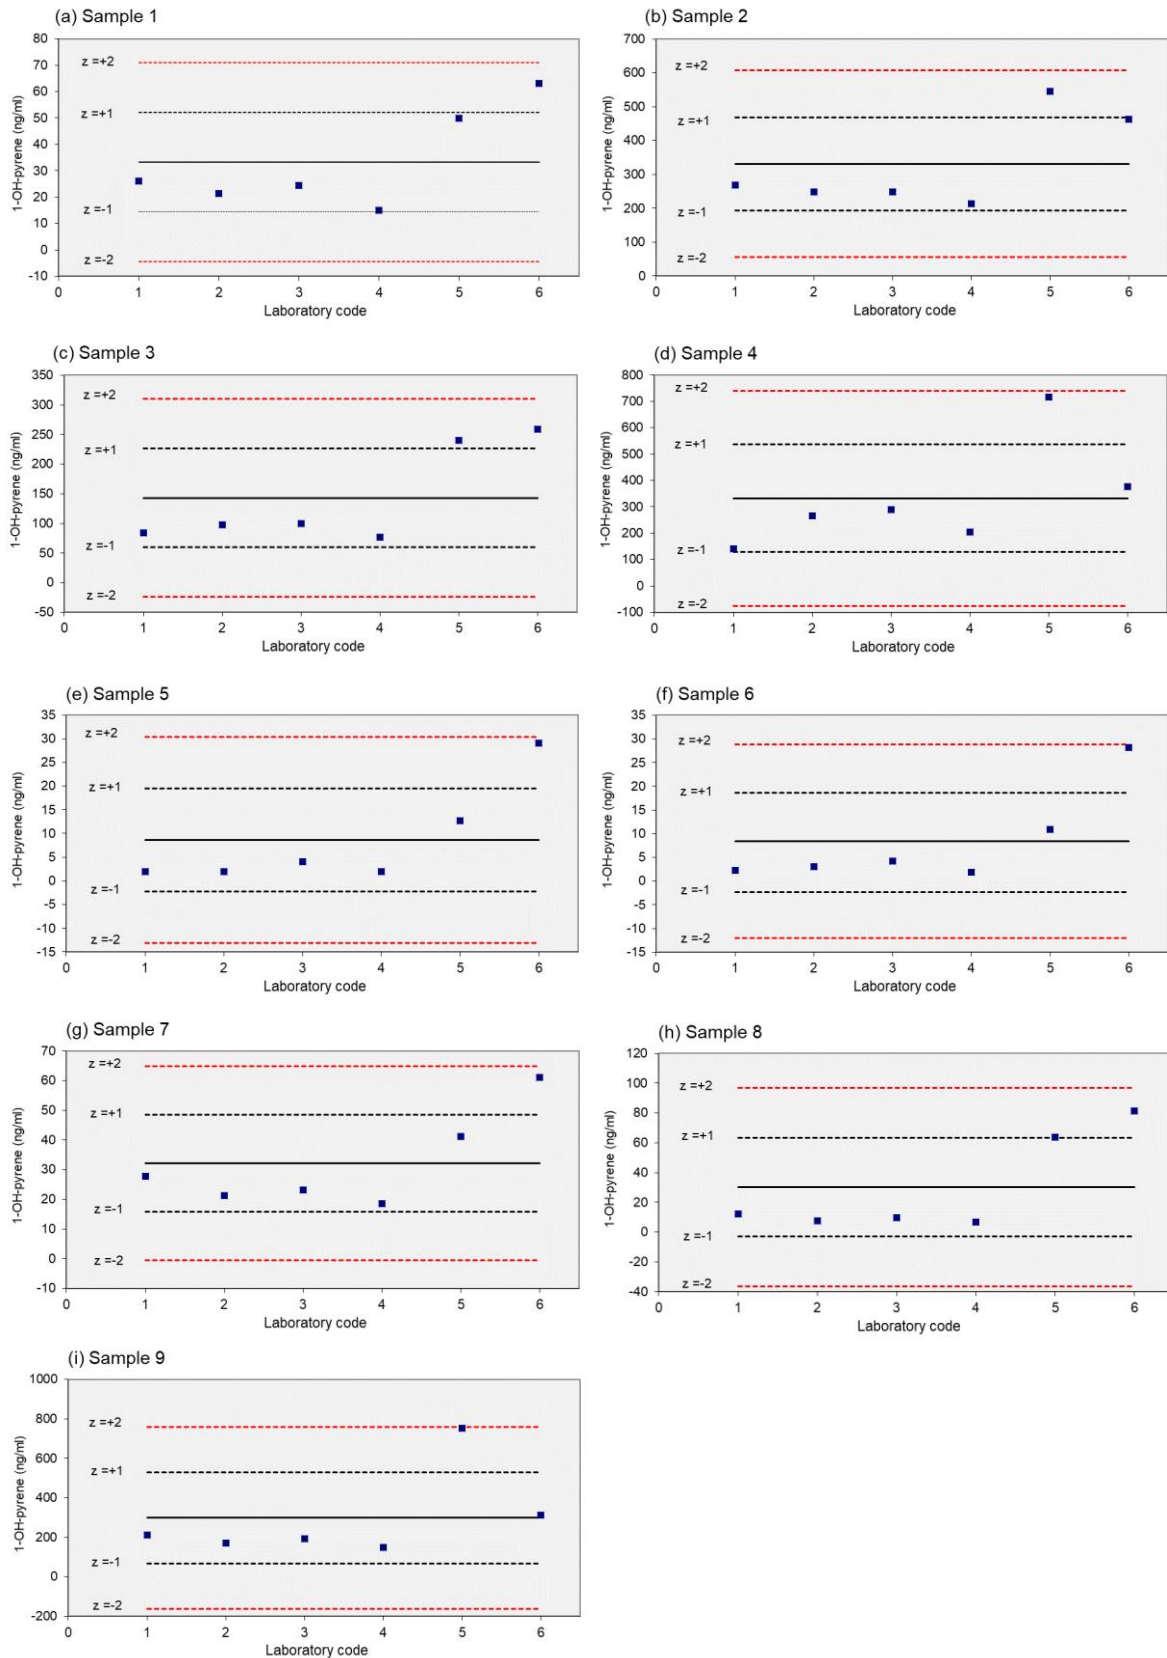 (a) Sample 1
1-OH-pyrene (ng/ml)
80
70
60
50
40
30
20
10
0
-10
z =+2
z =+1
z =-1
z =-2
0 1 2 3 4 5 6
Laboratory code
(b) Sample 2
1-OH-pyrene (ng/ml)
700
600
500
400
300
200
100
0
z =+2
z =+1
z =-1
z =-2
0 1 2 3 4 5 6
Laboratory code
(c) Sample 3
1-OH-pyrene (ng/ml)
350
300
250
200
150
100
50
0
-50
z =+2
z =+1
z =-1
z =-2
0 1 2 3 4 5 6
Laboratory code
(d) Sample 4
1-OH-pyrene (ng/ml)
800
700
600
500
400
300
200
100
0
-100
z =+2
z =+1
z =-1
z =-2
0 1 2 3 4 5 6
Laboratory code
(e) Sample 5
1-OH-pyrene (ng/ml)
35
30
25
20
15
10
5
0
-5
-10
-15
z =+2
z =+1
z =-1
z =-2
0 1 2 3 4 5 6
Laboratory code
(f) Sample 6
1-OH-pyrene (ng/ml)
35
30
25
20
15
10
5
0
-5
-10
-15
z =+2
z =+1
z =-1
z =-2
0 1 2 3 4 5 6
Laboratory code
(g) Sample 7
1-OH-pyrene (ng/ml)
70
60
50
40
30
20
10
0
-10
z =+2
z =+1
z =-1
z =-2
0 1 2 3 4 5 6
Laboratory code
(h) Sample 8
1-OH-pyrene (ng/ml)
120
100
80
60
40
20
0
-20
-40
z =+2
z =+1
z =-1
z =-2
0 1 2 3 4 5 6
Laboratory code
(i) Sample 9
1-OH-pyrene (ng/ml)
1000
800
600
400
200
0
-200
z =+2
z =+1
z =-1
z =-2
0 1 2 3 4 5 6
Laboratory code